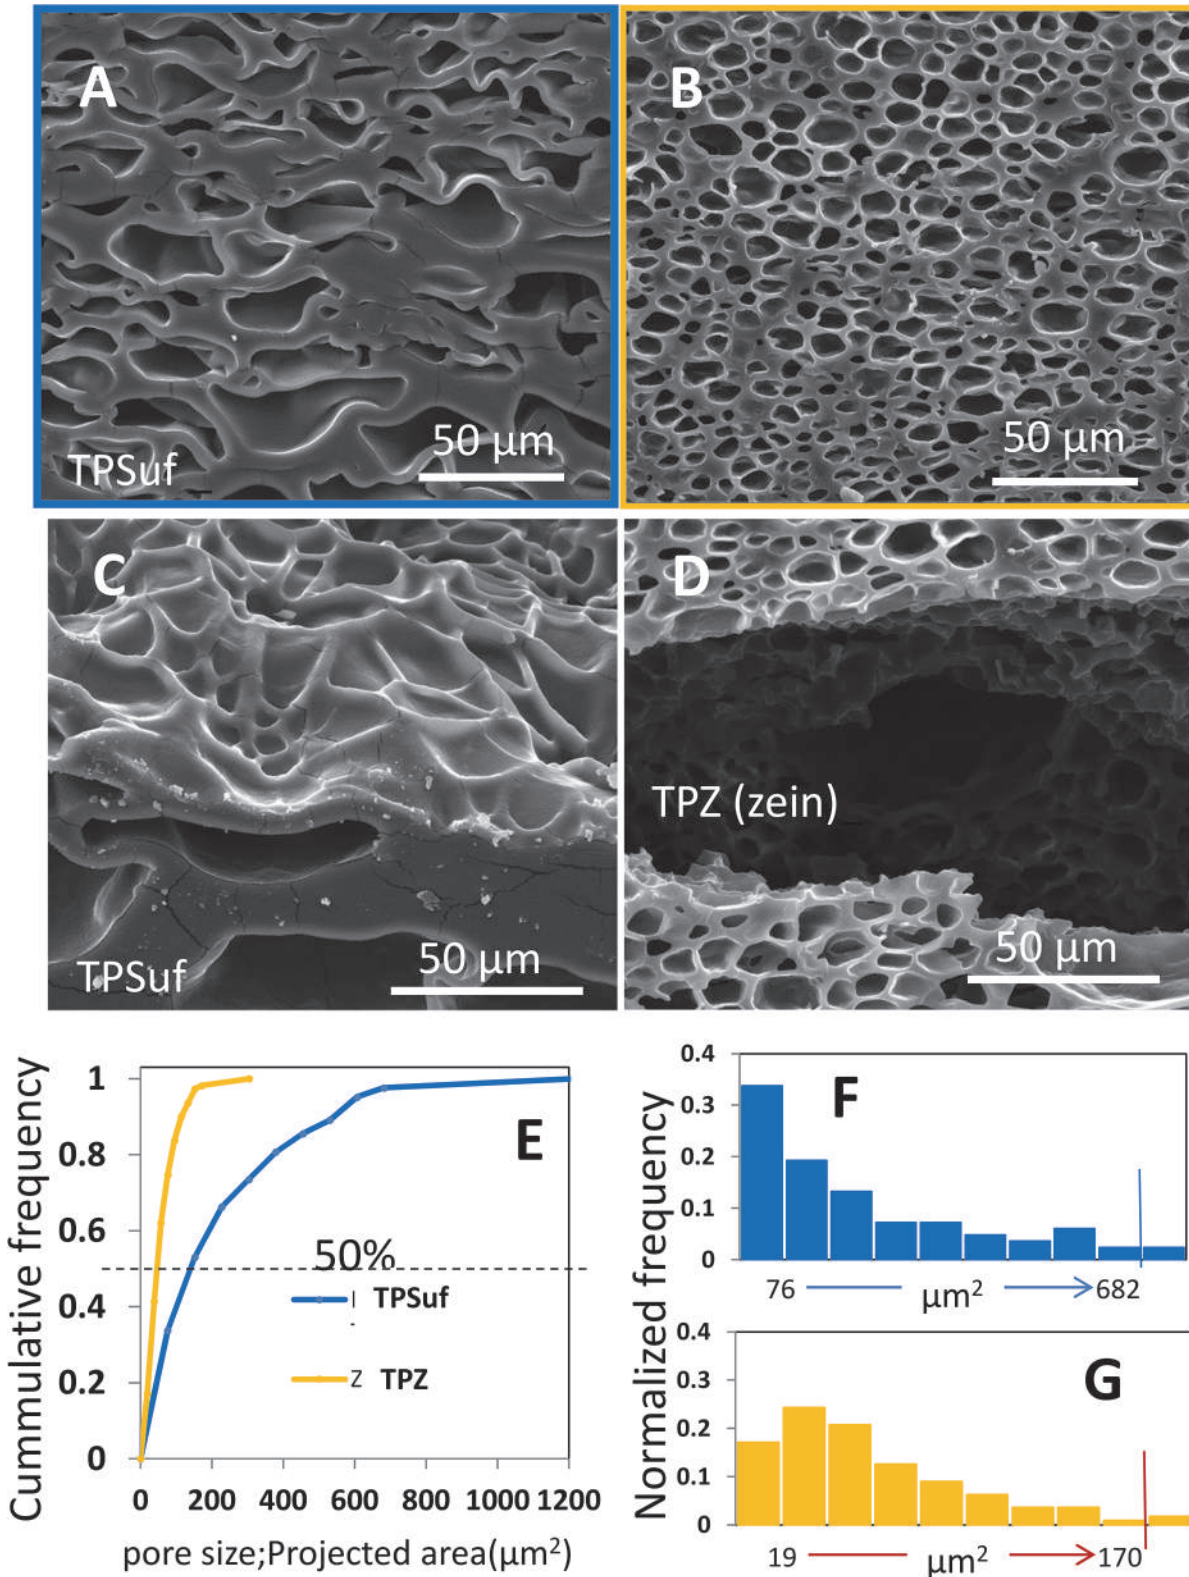 A
B
TPSuf
50 µm
50 µm
C
D
TPSuf
50 µm
TPZ (zein)
50 µm
Cummulative frequency
1
0.8
0.6
0.4
0.2
0
E
50%
TPSuf
Z TPZ
0 200 400 600 800 1000 1200
pore size;Projected area(µm²)
Normalized frequency
0.4
0.3
0.2
0.1
0
F
76 µm² 682
0.4
0.3
0.2
0.1
0
G
19 µm² 170